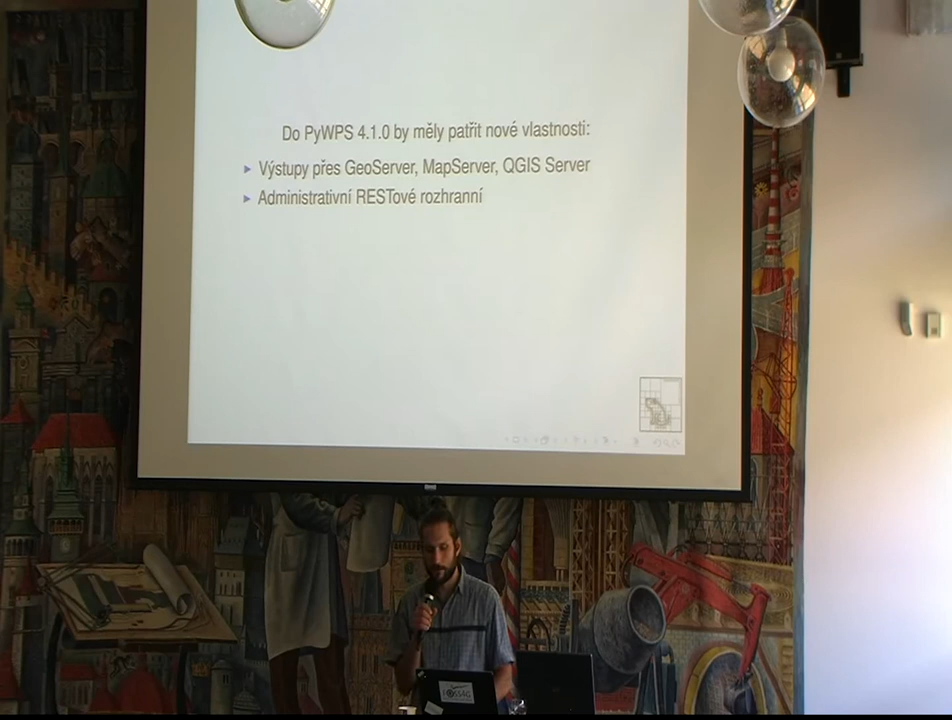 Do PyWPS 4.1.0 by měly patřit nové vlastnosti:
Výstupy přes GeoServer, MapServer, QGIS Server
Administrativní RESTové rozhranní
FOSS4G